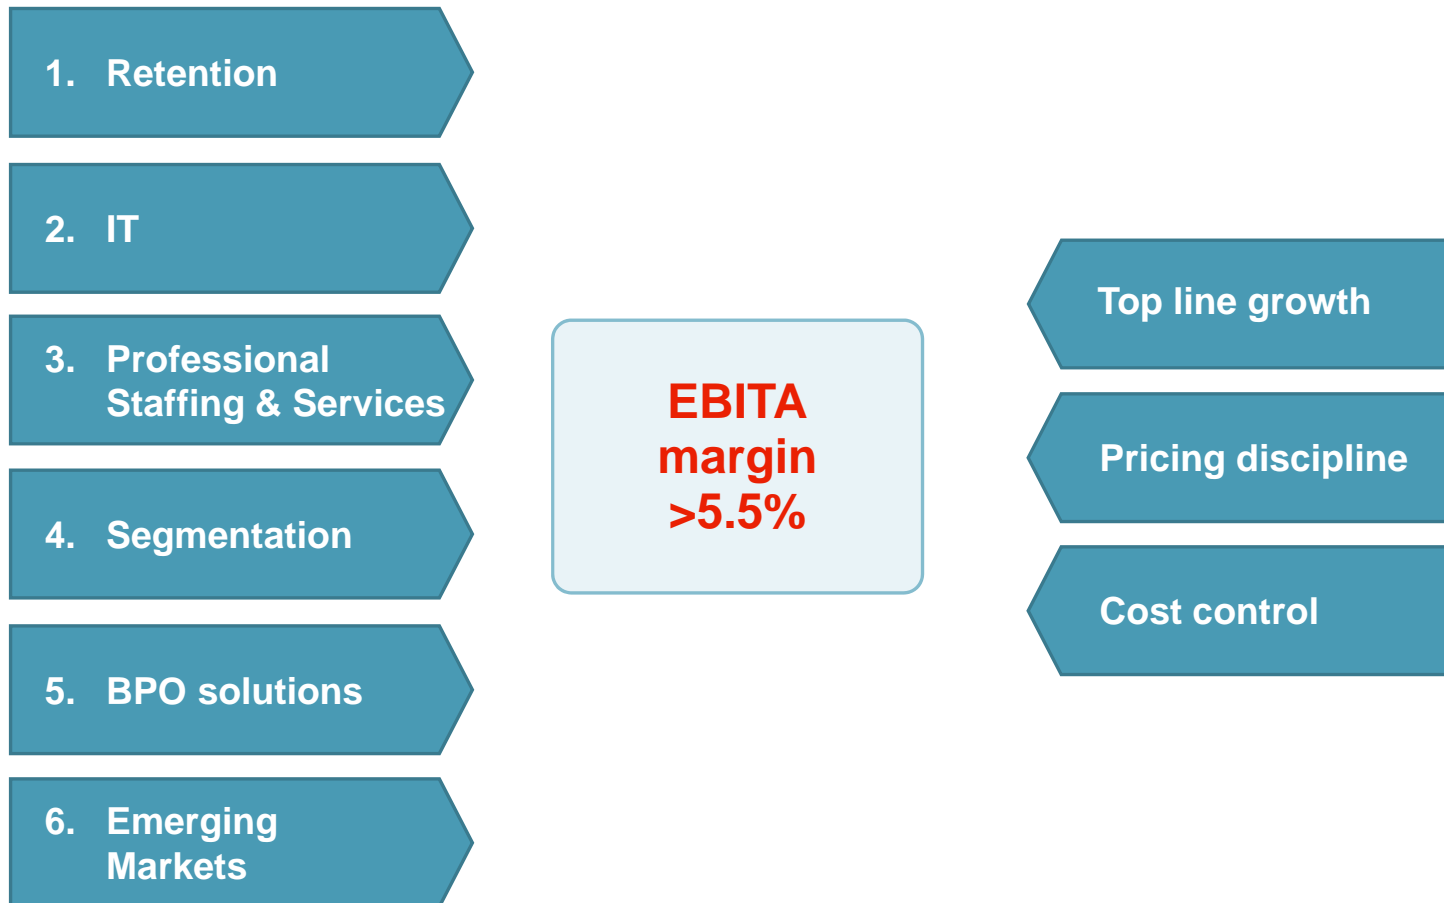 1. Retention
2. IT
3. Professional
Staffing & Services
4. Segmentation
5. BPO solutions
6. Emerging
Markets
EBITA
margin
>5.5%
Top line growth
Pricing discipline
Cost control